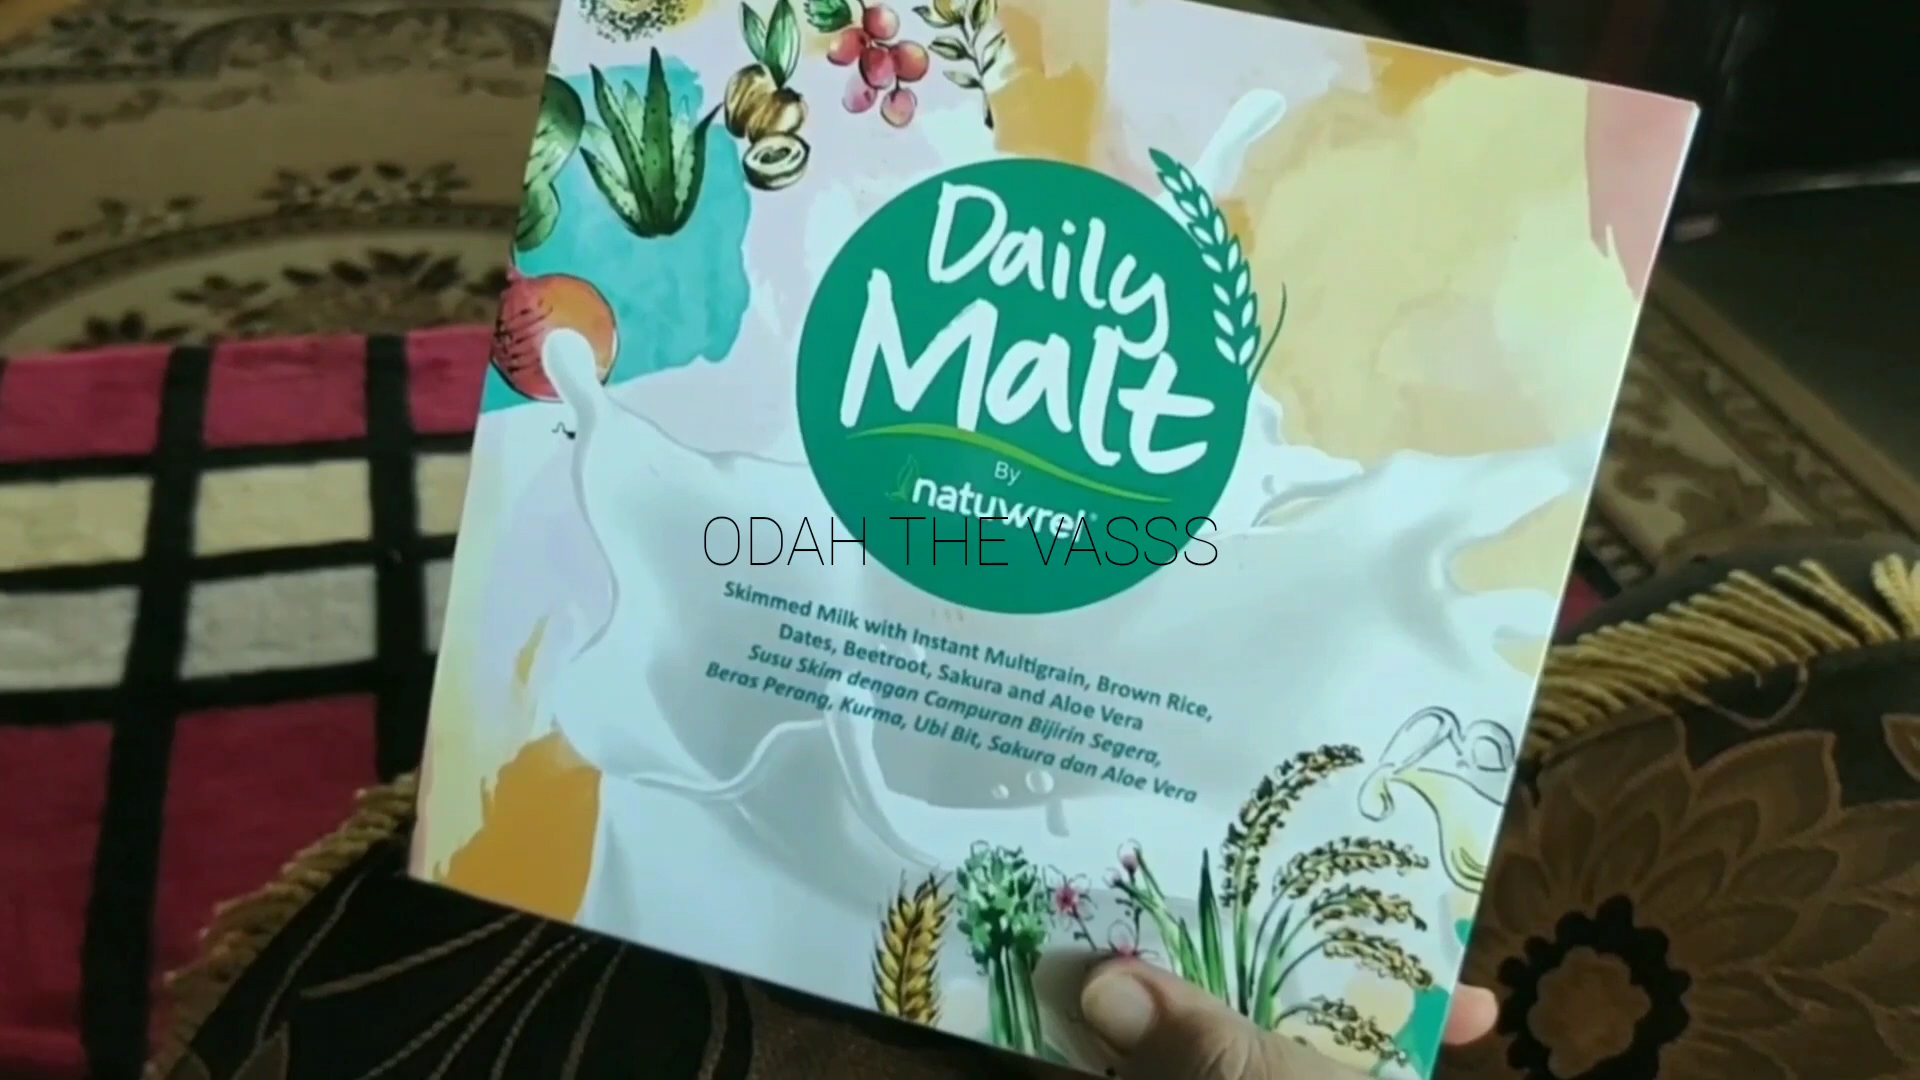 Daily
Malt
By
natuwrel®
ODAH THE VASSS
Skimmed Milk with Instant Multigrain, Brown Rice,
Dates, Beetroot, Sakura and Aloe Vera
Susu Skim dengan Campuran Bijirin Segera,
Beras Perang, Kurma, Ubi Bit, Sakura dan Aloe Vera